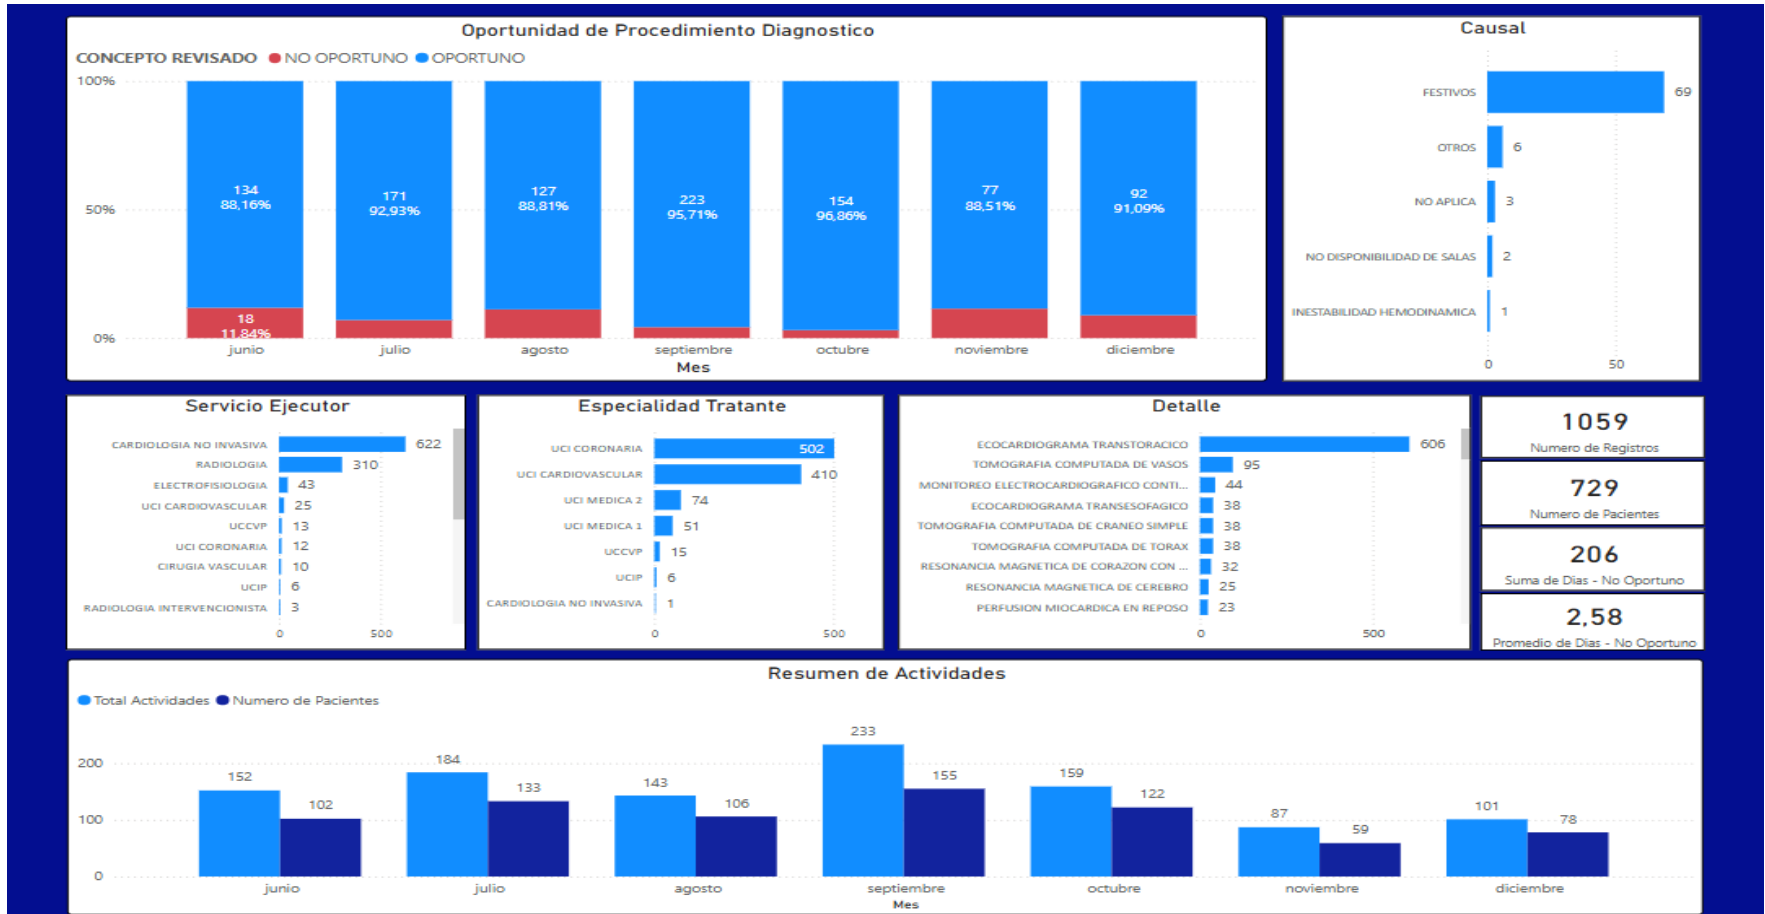 Oportunidad de Procedimiento Diagnostico
CONCEPTO REVISADO NO OPORTUNO OPORTUNO
100%
50%
0%
134
88,16%
171
92,93%
127
88,81%
223
95,71%
154
96,86%
77
88,51%
92
91,09%
18
11,84%
junio julio agosto septiembre octubre noviembre diciembre
Mes
Causal
FESTIVOS 69
OTROS 6
NO APLICA 3
NO DISPONIBILIDAD DE SALAS 2
INESTABILIDAD HEMODINAMICA 1
0 50
Servicio Ejecutor
CARDIOLOGIA NO INVASIVA 622
RADIOLOGIA 310
ELECTROFISIOLOGIA 43
UCI CARDIOVASCULAR 25
UCCVP 13
UCI CORONARIA 12
CIRUGIA VASCULAR 10
UCIP 6
RADIOLOGIA INTERVENCIONISTA 3
0 500
Especialidad Tratante
UCI CORONARIA 502
UCI CARDIOVASCULAR 410
UCI MEDICA 2 74
UCI MEDICA 1 51
UCCVP 15
UCIP 6
CARDIOLOGIA NO INVASIVA 1
0 500
Detalle
ECOCARDIOGRAMA TRANSTORACICO 606
TOMOGRAFIA COMPUTADA DE VASOS 95
MONITOREO ELECTROCARDIOGRAFICO CONTI... 44
ECOCARDIOGRAMA TRANSESOFAGICO 38
TOMOGRAFIA COMPUTADA DE CRANEO SIMPLE 38
TOMOGRAFIA COMPUTADA DE TORAX 38
RESONANCIA MAGNETICA DE CORAZON CON ... 32
RESONANCIA MAGNETICA DE CEREBRO 25
PERFUSION MIOCARDICA EN REPOSO 23
0 500
1059
Numero de Registros
729
Numero de Pacientes
206
Suma de Dias - No Oportuno
2,58
Promedio de Dias - No Oportuno
Resumen de Actividades
Total Actividades Numero de Pacientes
200
100
0
152 102
184 133
143 106
233 155
159 122
87 59
101 78
junio julio agosto septiembre octubre noviembre diciembre
Mes